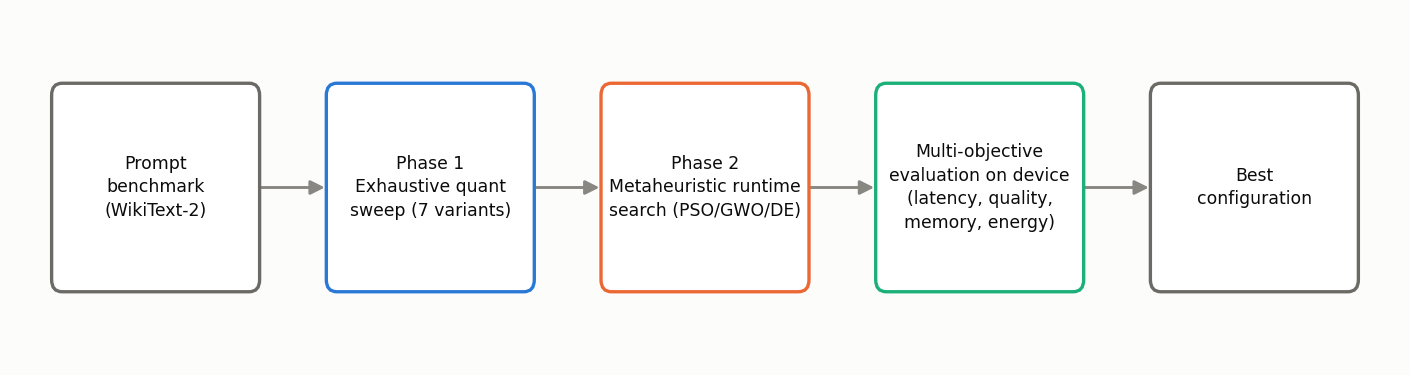 Prompt
benchmark
(WikiText-2)
Phase 1
Exhaustive quant
sweep (7 variants)
Phase 2
Metaheuristic runtime
search (PSO/GWO/DE)
Multi-objective
evaluation on device
(latency, quality,
memory, energy)
Best
configuration